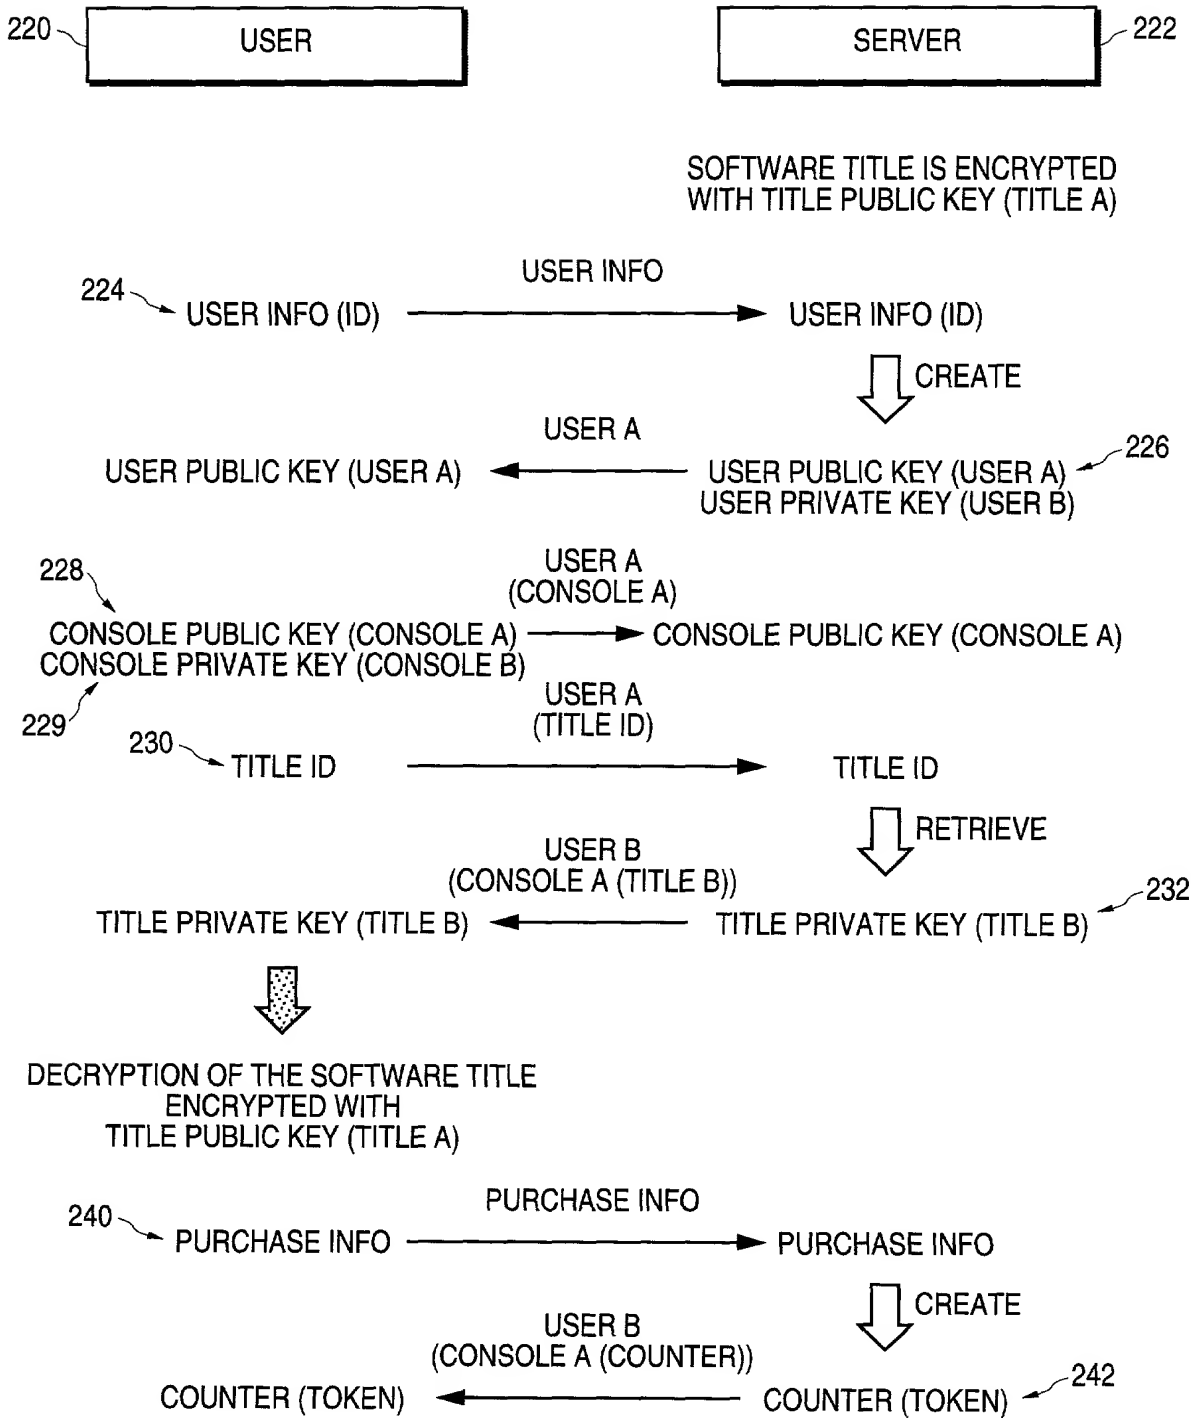 220
USER
SERVER
222
SOFTWARE TITLE IS ENCRYPTED
WITH TITLE PUBLIC KEY (TITLE A)
224
USER INFO (ID)
USER INFO
USER INFO (ID)
CREATE
USER A
226
USER PUBLIC KEY (USER A)
USER PUBLIC KEY (USER A)
USER PRIVATE KEY (USER B)
228
USER A
(CONSOLE A)
CONSOLE PUBLIC KEY (CONSOLE A)
CONSOLE PUBLIC KEY (CONSOLE A)
CONSOLE PRIVATE KEY (CONSOLE B)
229
USER A
(TITLE ID)
230
TITLE ID
TITLE ID
RETRIEVE
USER B
(CONSOLE A (TITLE B))
232
TITLE PRIVATE KEY (TITLE B)
TITLE PRIVATE KEY (TITLE B)
DECRYPTION OF THE SOFTWARE TITLE
ENCRYPTED WITH
TITLE PUBLIC KEY (TITLE A)
240
PURCHASE INFO
PURCHASE INFO
PURCHASE INFO
CREATE
USER B
(CONSOLE A (COUNTER))
242
COUNTER (TOKEN)
COUNTER (TOKEN)